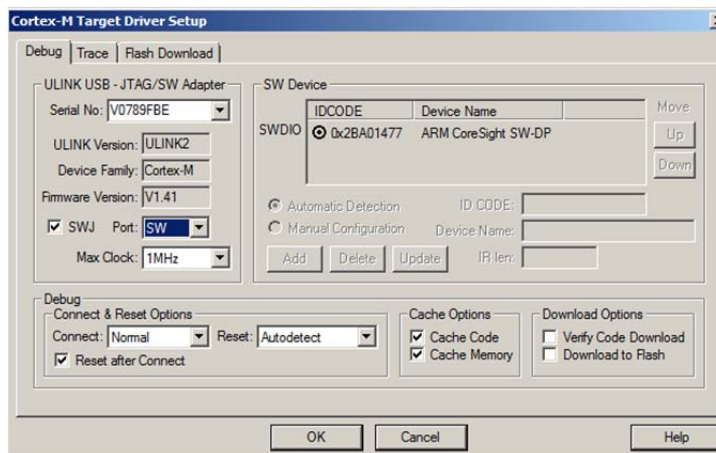 Cortex-M Target Driver Setup
Debug Trace Flash Download
ULINK USB - JTAG/SW Adapter
Serial No: V0789FBE
ULINK Version: ULINK2
Device Family: Cortex-M
Firmware Version: V1.41
SWJ Port: SW
Max Clock: 1MHz
SW Device
IDCODE Device Name
SWDIO 0x2BA01477 ARM CoreSight SW-DP
Move
Up
Down
Automatic Detection ID CODE:
Manual Configuration Device Name:
Add Delete Update IR len:
Debug
Connect & Reset Options
Connect: Normal Reset: Autodetect
Reset after Connect
Cache Options
Cache Code
Cache Memory
Download Options
Verify Code Download
Download to Flash
OK Cancel Help